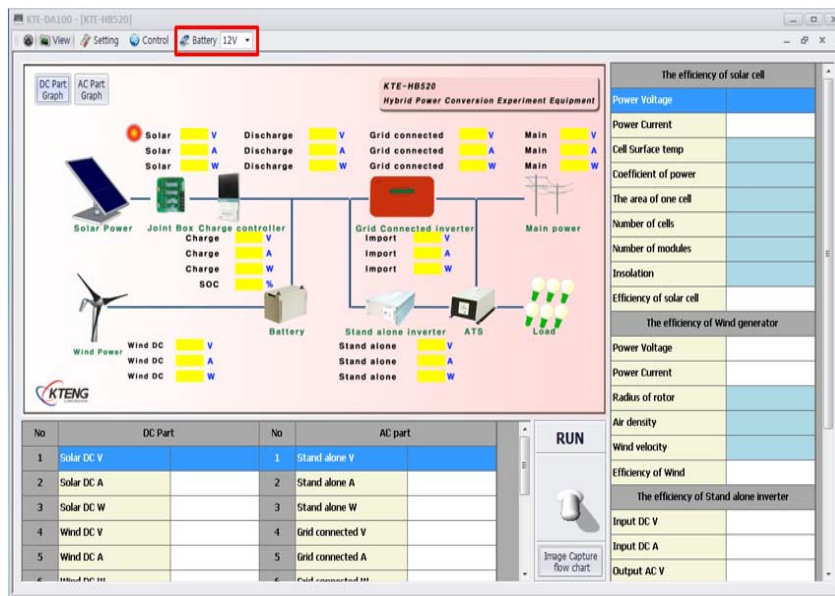 KTE-DA100 - [KTE-HB520]
View Setting Control Battery 12V
DC Part Graph
AC Part Graph
KTE-HB520
Hybrid Power Conversion Experiment Equipment
Solar V Discharge V Grid connected V Main V
Solar A Discharge A Grid connected A Main A
Solar W Discharge W Grid connected W Main W
Solar Power Joint Box Charge controller Grid Connected inverter Main power
Charge V Import V
Charge A Import A
Charge W Import W
SOC %
Battery Stand alone inverter ATS Load
Wind Power
Wind DC V Stand alone V
Wind DC A Stand alone A
Wind DC W Stand alone W
KTENG
No DC Part No AC part
1 Solar DC V 1 Stand alone V
2 Solar DC A 2 Stand alone A
3 Solar DC W 3 Stand alone W
4 Wind DC V 4 Grid connected V
5 Wind DC A 5 Grid connected A
RUN
Image Capture
flow chart
The efficiency of solar cell
Power Voltage
Power Current
Cell Surface temp
Coefficient of power
The area of one cell
Number of cells
Number of modules
Insolation
Efficiency of solar cell
The efficiency of Wind generator
Power Voltage
Power Current
Radius of rotor
Air density
Wind velocity
Efficiency of Wind
The efficiency of Stand alone inverter
Input DC V
Input DC A
Output AC V